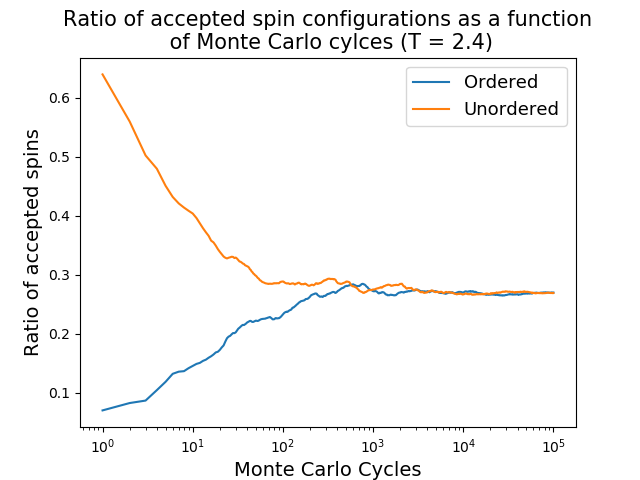 Ratio of accepted spin configurations as a function
of Monte Carlo cylces (T = 2.4)
Ordered
Unordered
Ratio of accepted spins
0.6
0.5
0.4
0.3
0.2
0.1
10⁰ 10¹ 10² 10³ 10⁴ 10⁵
Monte Carlo Cycles